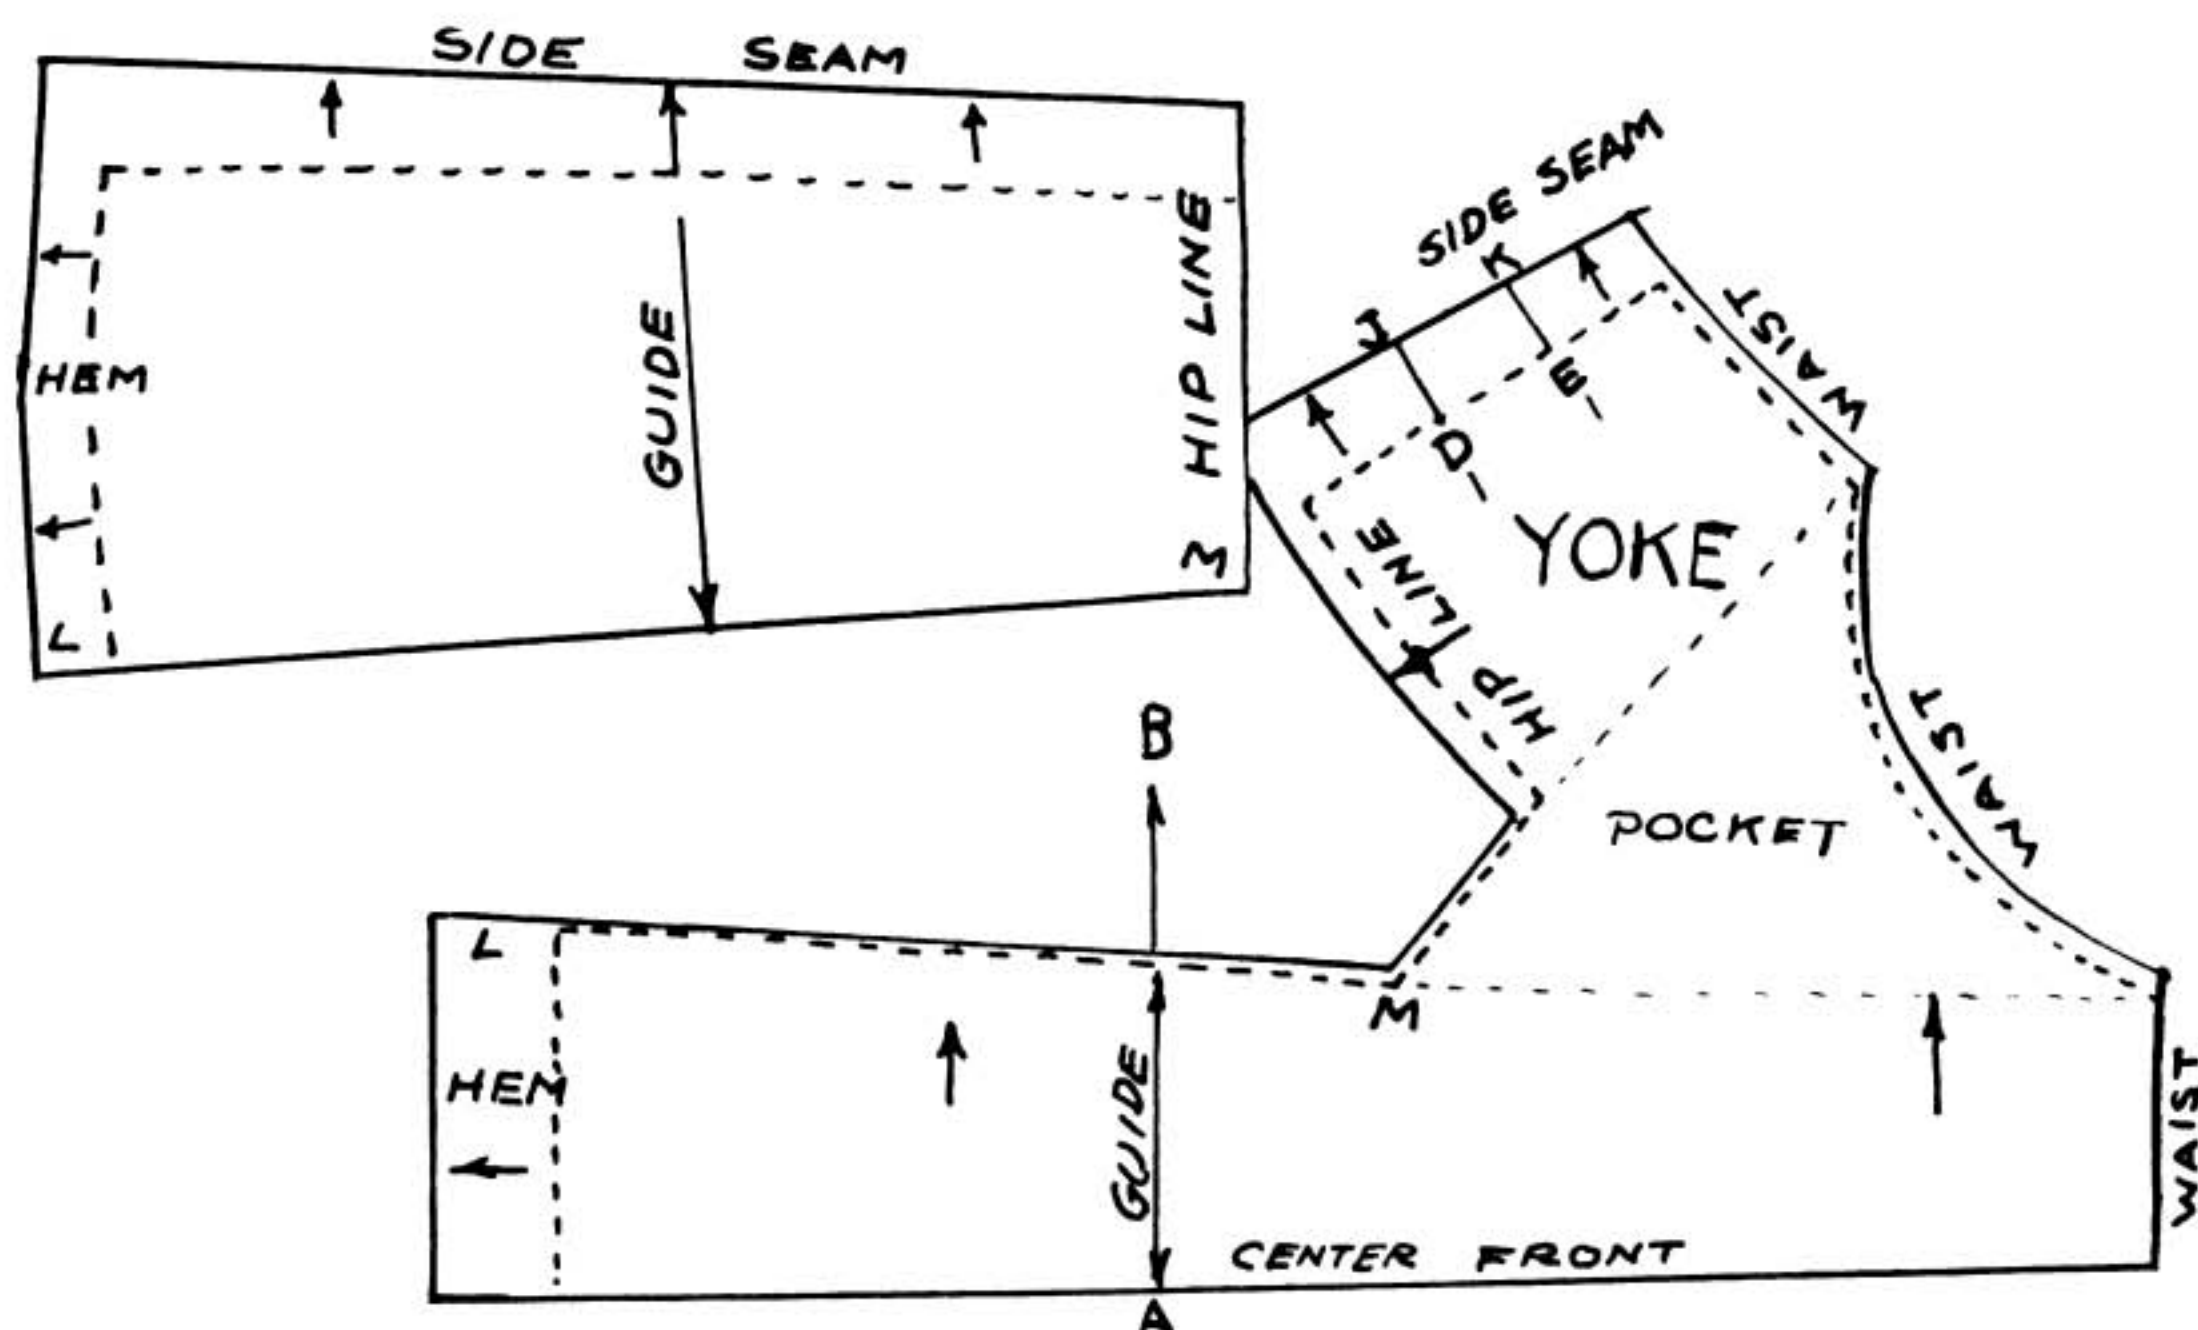 SIDE SEAM
HEM
GUIDE
HIP LINE
L
M
SIDE SEAM
J
K
D
E
WAIST
YOKE
HIP LINE
WAIST
B
POCKET
L
M
HEM
GUIDE
WAIST
CENTER FRONT
A